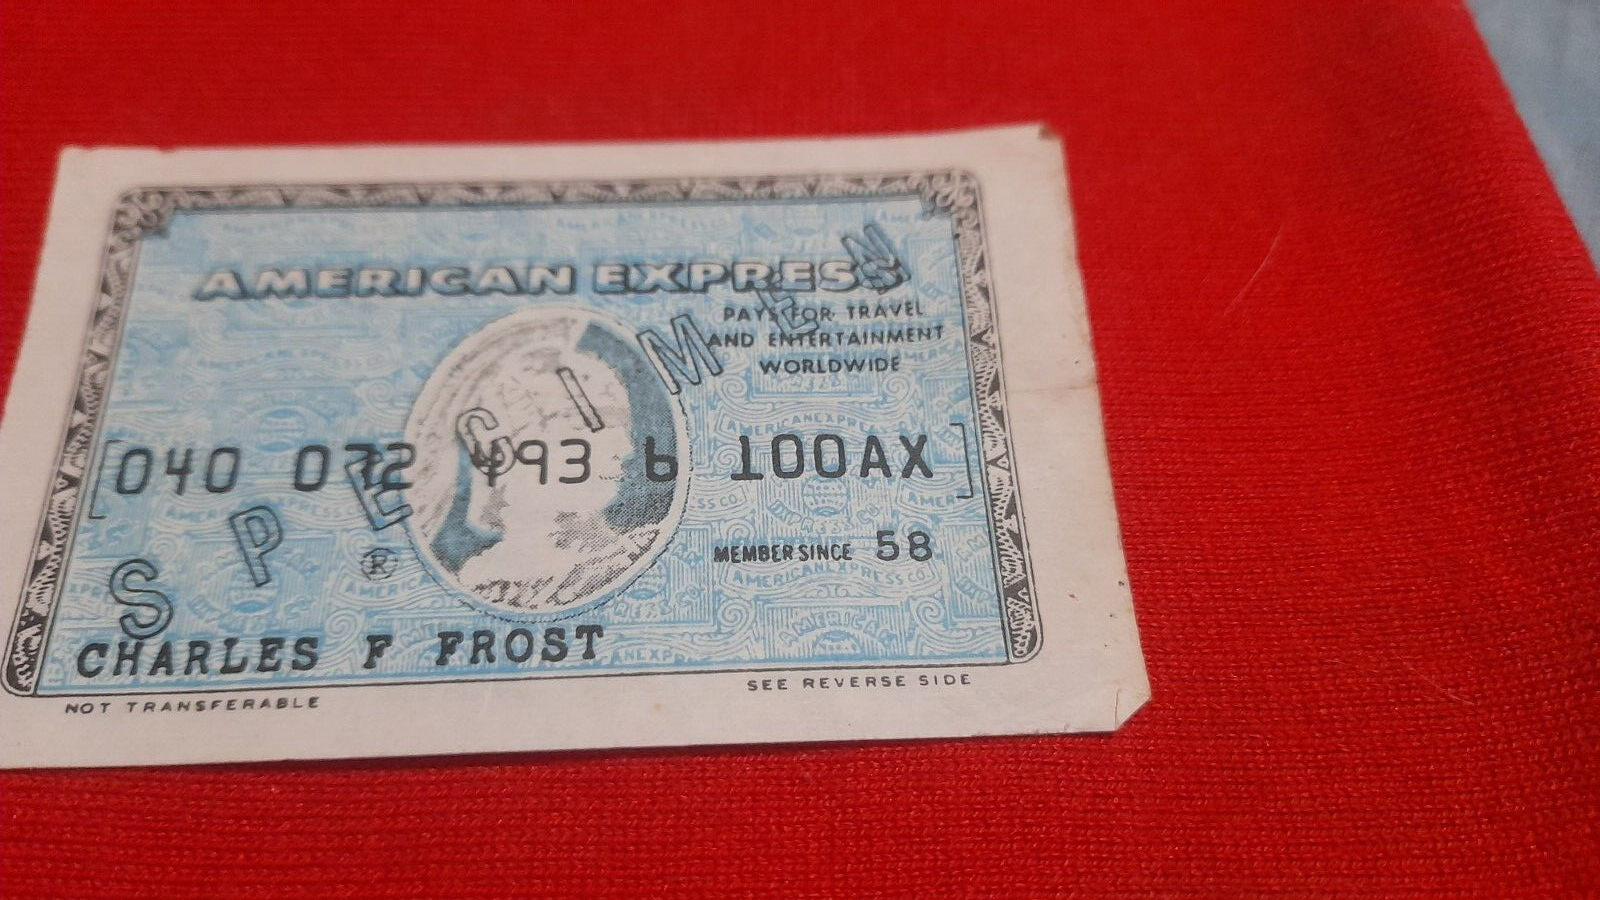 AMERICAN EXPRESS
PAYS FOR TRAVEL
AND ENTERTAINMENT
WORLDWIDE
SPECIMEN
040 072 493 6 100AX
MEMBER SINCE 58
®
CHARLES F FROST
NOT TRANSFERABLE
SEE REVERSE SIDE